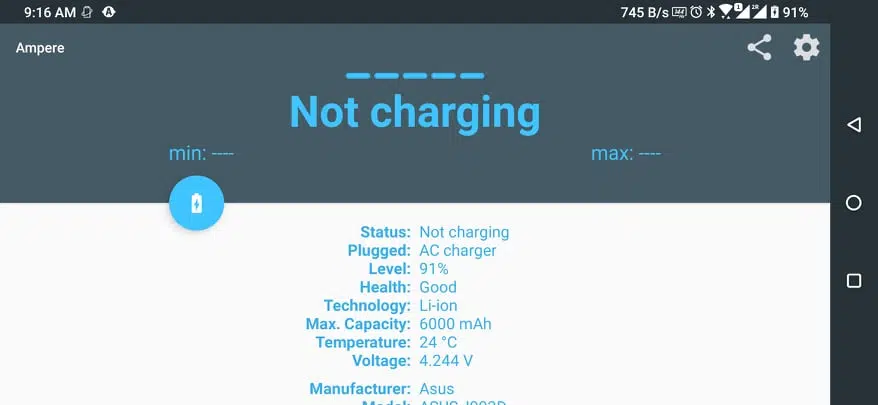 9:16 AM 745 B/s 91%
Ampere
Not charging
min: ---- max: ----
Status: Not charging
Plugged: AC charger
Level: 91%
Health: Good
Technology: Li-ion
Max. Capacity: 6000 mAh
Temperature: 24 °C
Voltage: 4.244 V
Manufacturer: Asus